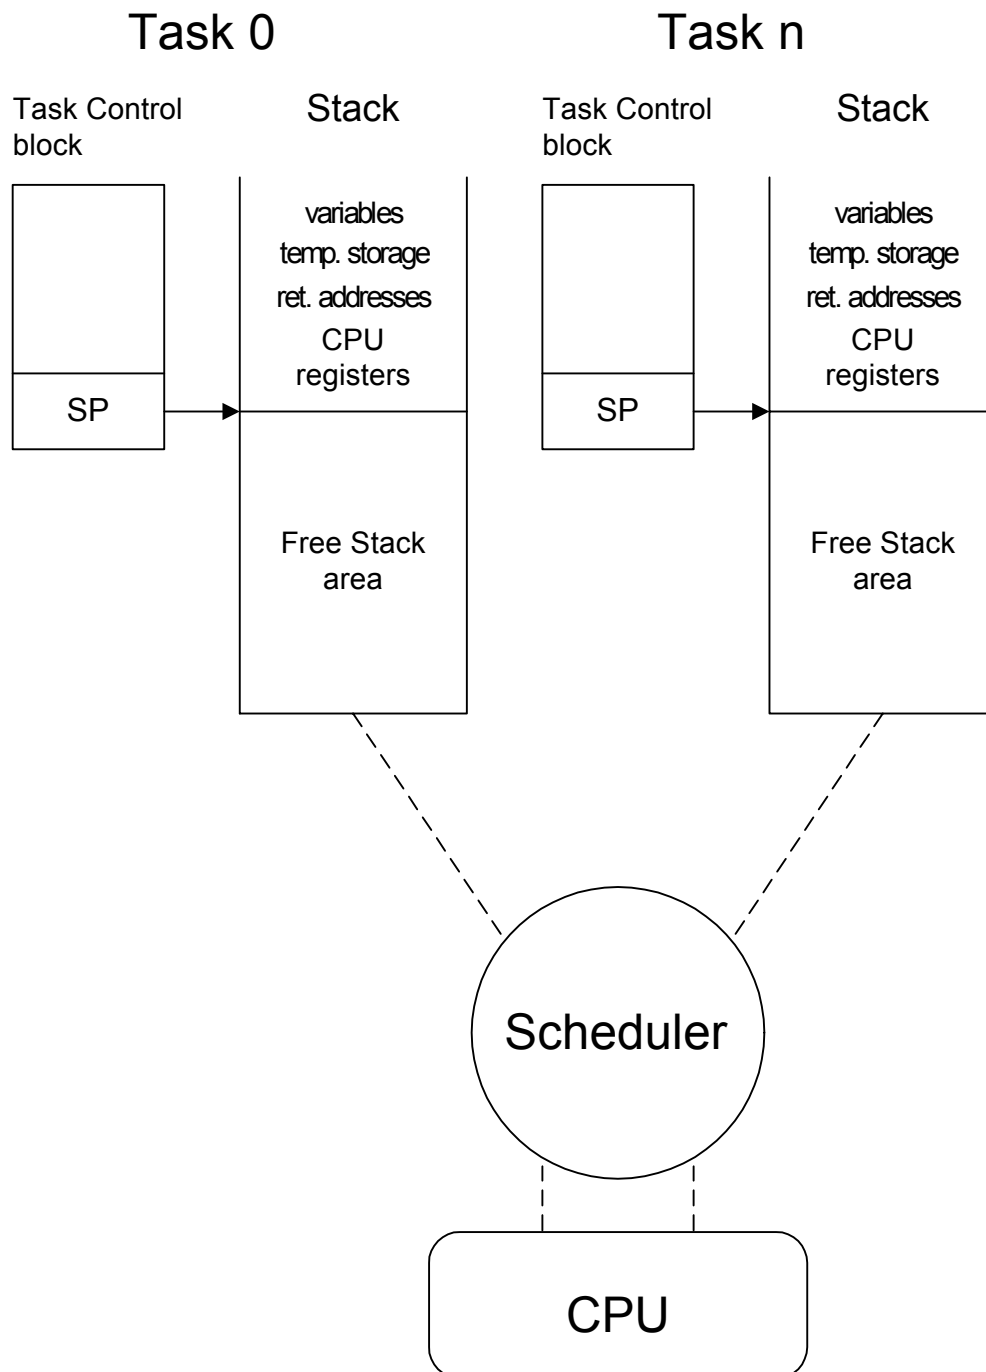 Task 0
Task Control
block
Stack
variables
temp. storage
ret. addresses
CPU
registers
SP
Free Stack
area
Task n
Task Control
block
Stack
variables
temp. storage
ret. addresses
CPU
registers
SP
Free Stack
area
Scheduler
CPU